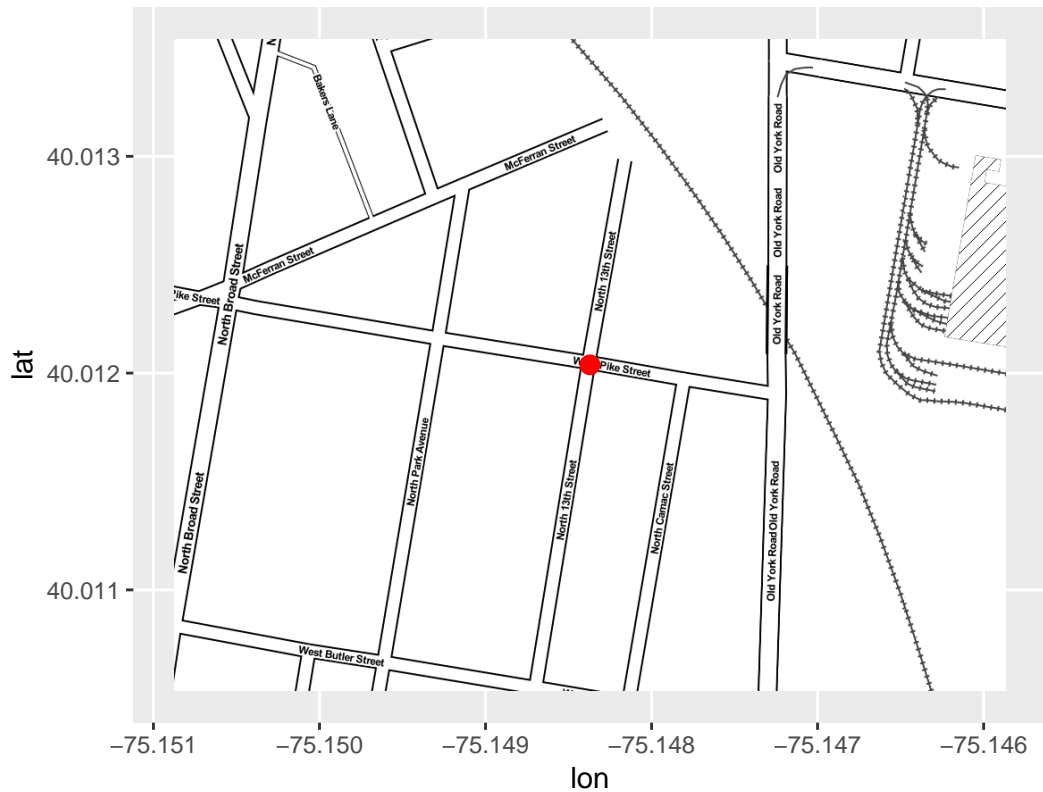 Bakers Lane
McFerran Street
McFerran Street
Pike Street
North Broad Street
North Broad Street
North Park Avenue
North 13th Street
Pike Street
North 13th Street
North Camac Street
Old York Road
Old York Road
Old York Road
Old York Road
Old York Road
West Butler Street
40.013
40.012
40.011
lat
−75.151
−75.150
−75.149
−75.148
−75.147
−75.146
lon